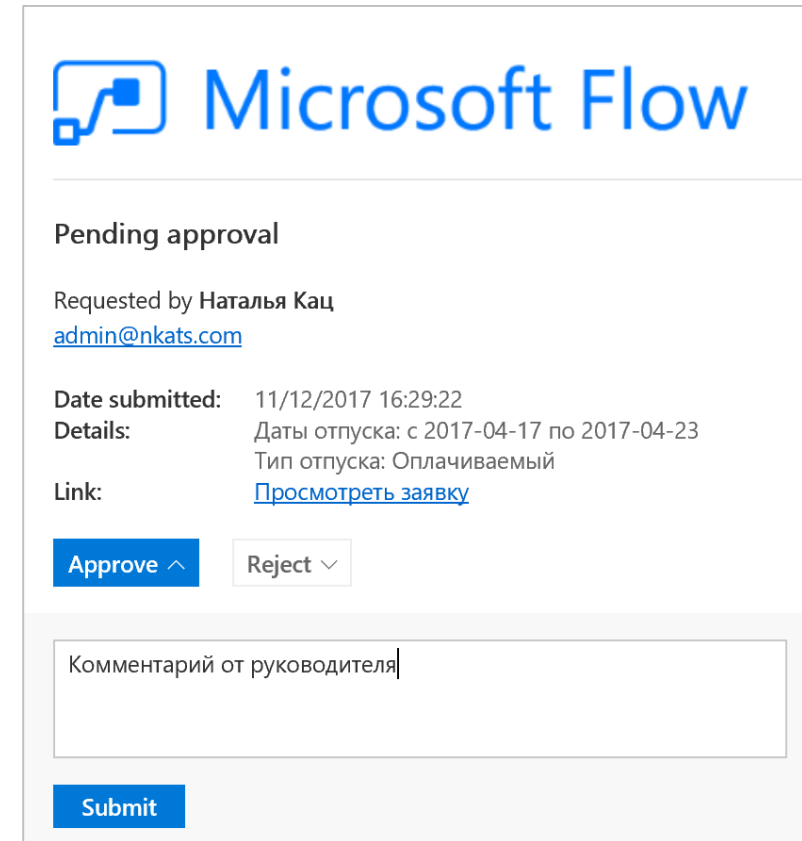 Microsoft Flow
Pending approval
Requested by Наталья Кац
admin@nkats.com
Date submitted: 11/12/2017 16:29:22
Details: Даты отпуска: с 2017-04-17 по 2017-04-23
Тип отпуска: Оплачиваемый
Link: Просмотреть заявку
Approve Reject
Комментарий от руководителя
Submit